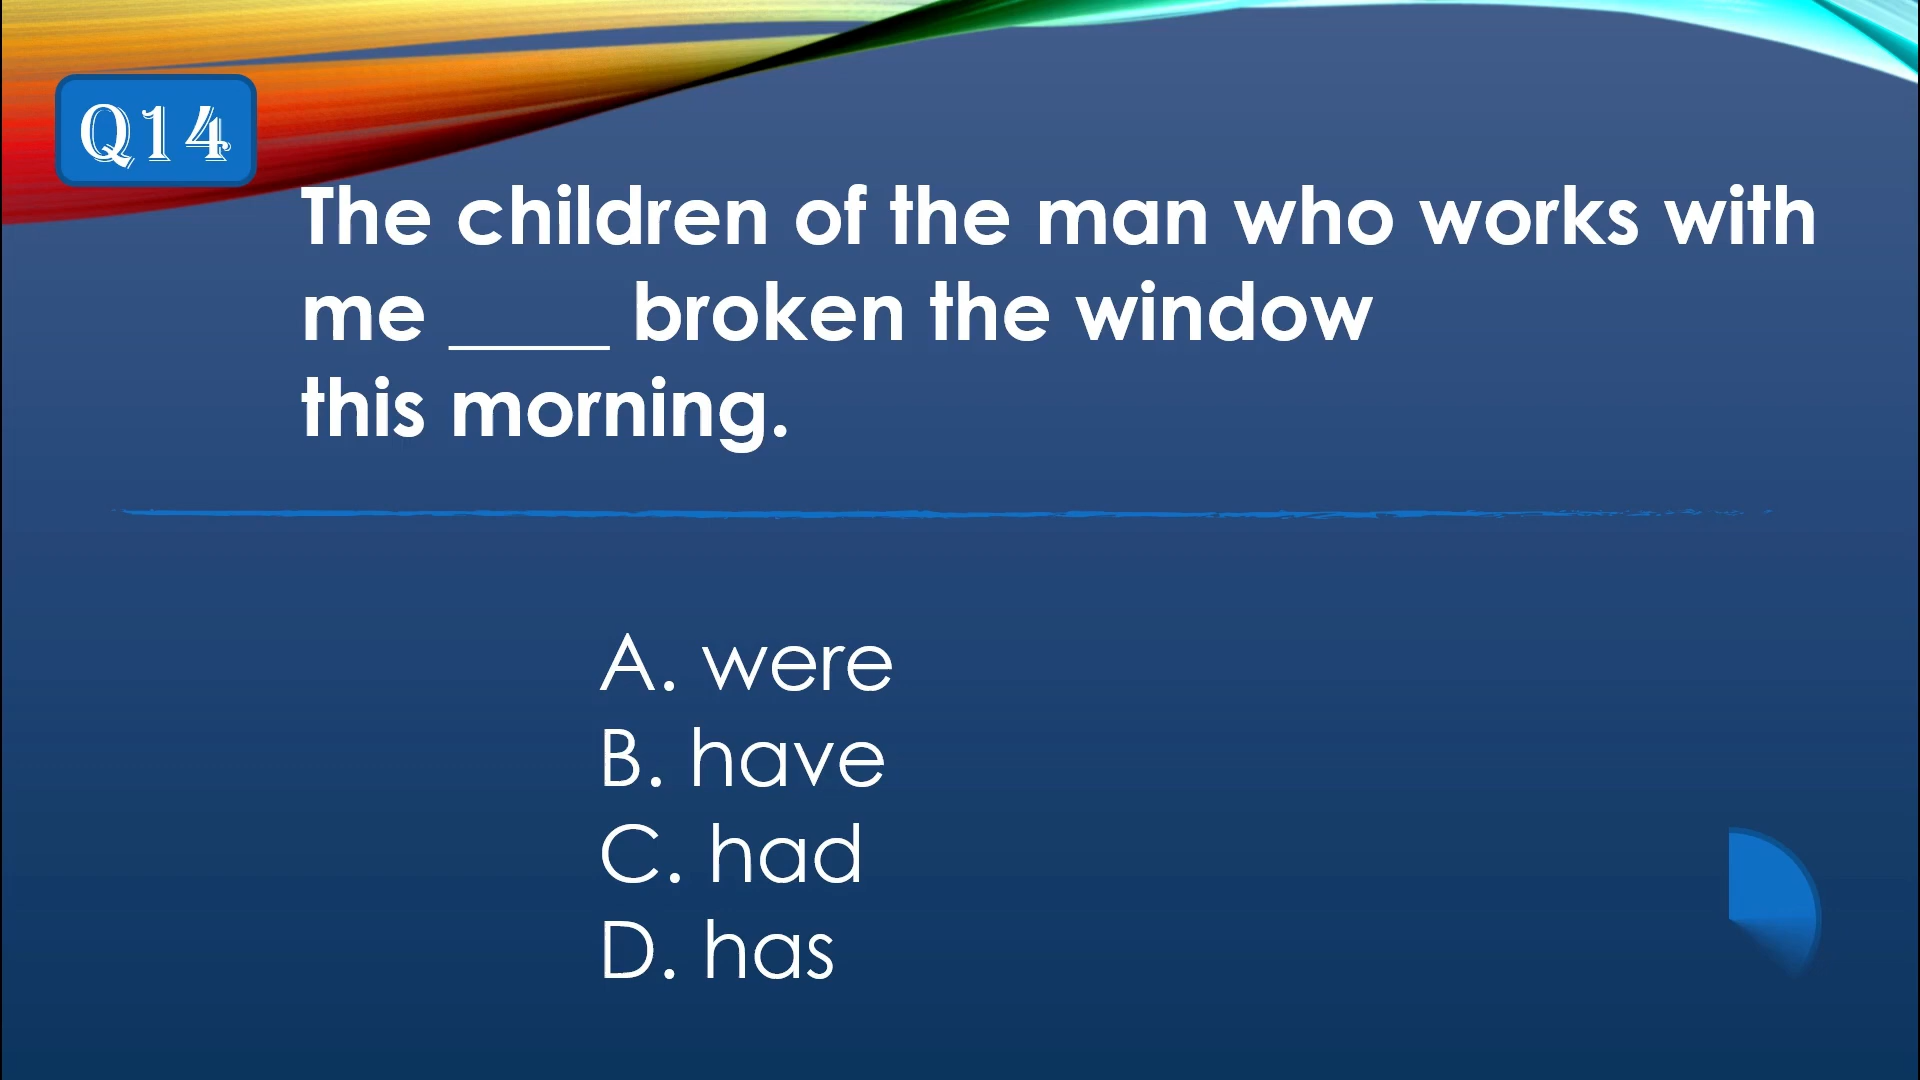 Q14
The children of the man who works with
me ____ broken the window
this morning.
A. were
B. have
C. had
D. has